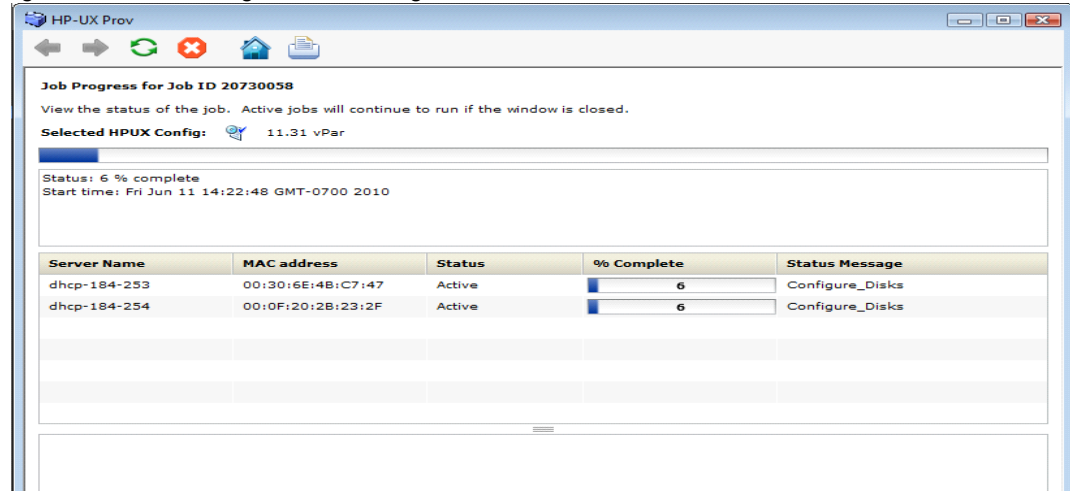 HP-UX Prov
Job Progress for Job ID 20730058
View the status of the job. Active jobs will continue to run if the window is closed.
Selected HPUX Config: 11.31 vPar
Status: 6 % complete
Start time: Fri Jun 11 14:22:48 GMT-0700 2010
Server Name MAC address Status % Complete Status Message
dhcp-184-253 00:30:6E:4B:C7:47 Active 6 Configure_Disks
dhcp-184-254 00:0F:20:2B:23:2F Active 6 Configure_Disks